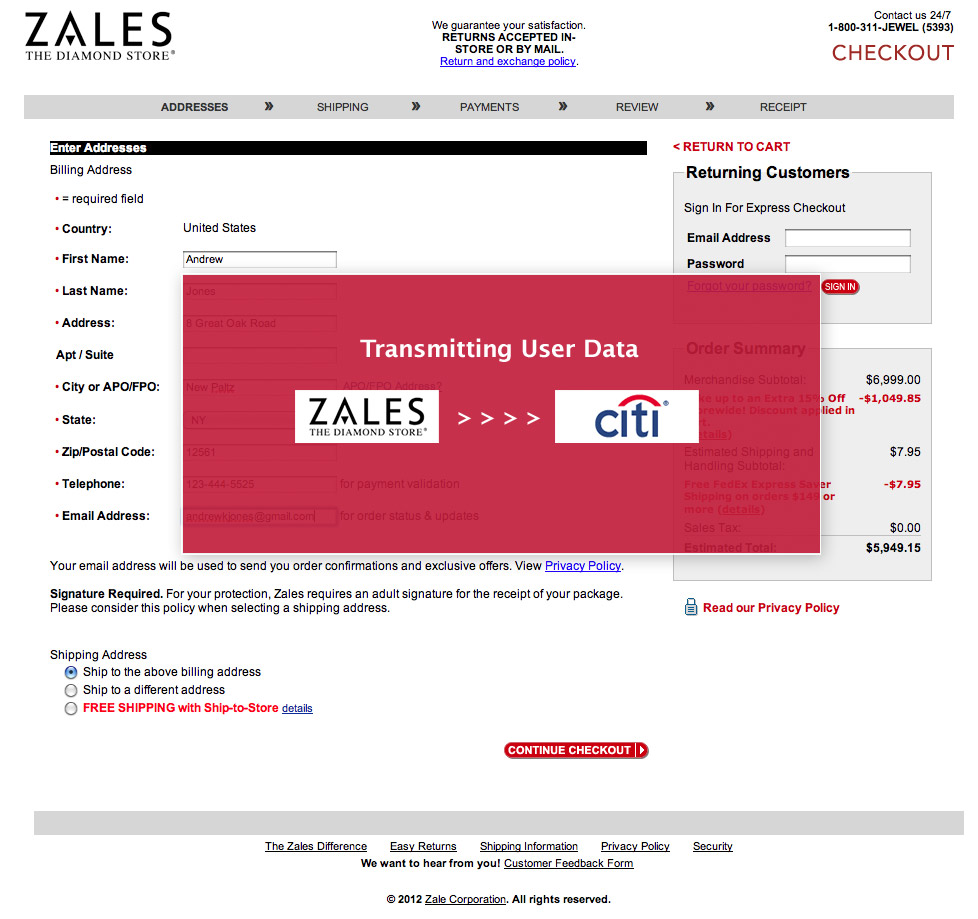 ZALES
THE DIAMOND STORE®
We guarantee your satisfaction.
RETURNS ACCEPTED IN-
STORE OR BY MAIL.
Return and exchange policy.
Contact us 24/7
1-800-311-JEWEL (5393)
CHECKOUT
ADDRESSES » SHIPPING » PAYMENTS » REVIEW » RECEIPT
Enter Addresses
Billing Address
• = required field
• Country: United States
• First Name: Andrew
• Last Name: Jones
• Address: 8 Great Oak Road
Apt / Suite
• City or APO/FPO: New Paltz APO/FPO Address?
• State: NY
• Zip/Postal Code: 12561
• Telephone: 123-444-5525 for payment validation
• Email Address: andrewkjones@gmail.com for order status & updates
Transmitting User Data
ZALES
THE DIAMOND STORE®
> > > >
citi®
Your email address will be used to send you order confirmations and exclusive offers. View Privacy Policy.
Signature Required. For your protection, Zales requires an adult signature for the receipt of your package.
Please consider this policy when selecting a shipping address.
Shipping Address
Ship to the above billing address
Ship to a different address
FREE SHIPPING with Ship-to-Store details
CONTINUE CHECKOUT
< RETURN TO CART
Returning Customers
Sign In For Express Checkout
Email Address
Password
Forgot your password? SIGN IN
Order Summary
Merchandise Subtotal: $6,999.00
up to an Extra 15% Off -$1,049.85
Discount applied in
Estimated Shipping and $7.95
Handling Subtotal:
Free FedEx Express Saver -$7.95
Shipping on orders $149 or
more (details)
Sales Tax: $0.00
Estimated Total: $5,949.15
Read our Privacy Policy
The Zales Difference Easy Returns Shipping Information Privacy Policy Security
We want to hear from you! Customer Feedback Form
© 2012 Zale Corporation. All rights reserved.